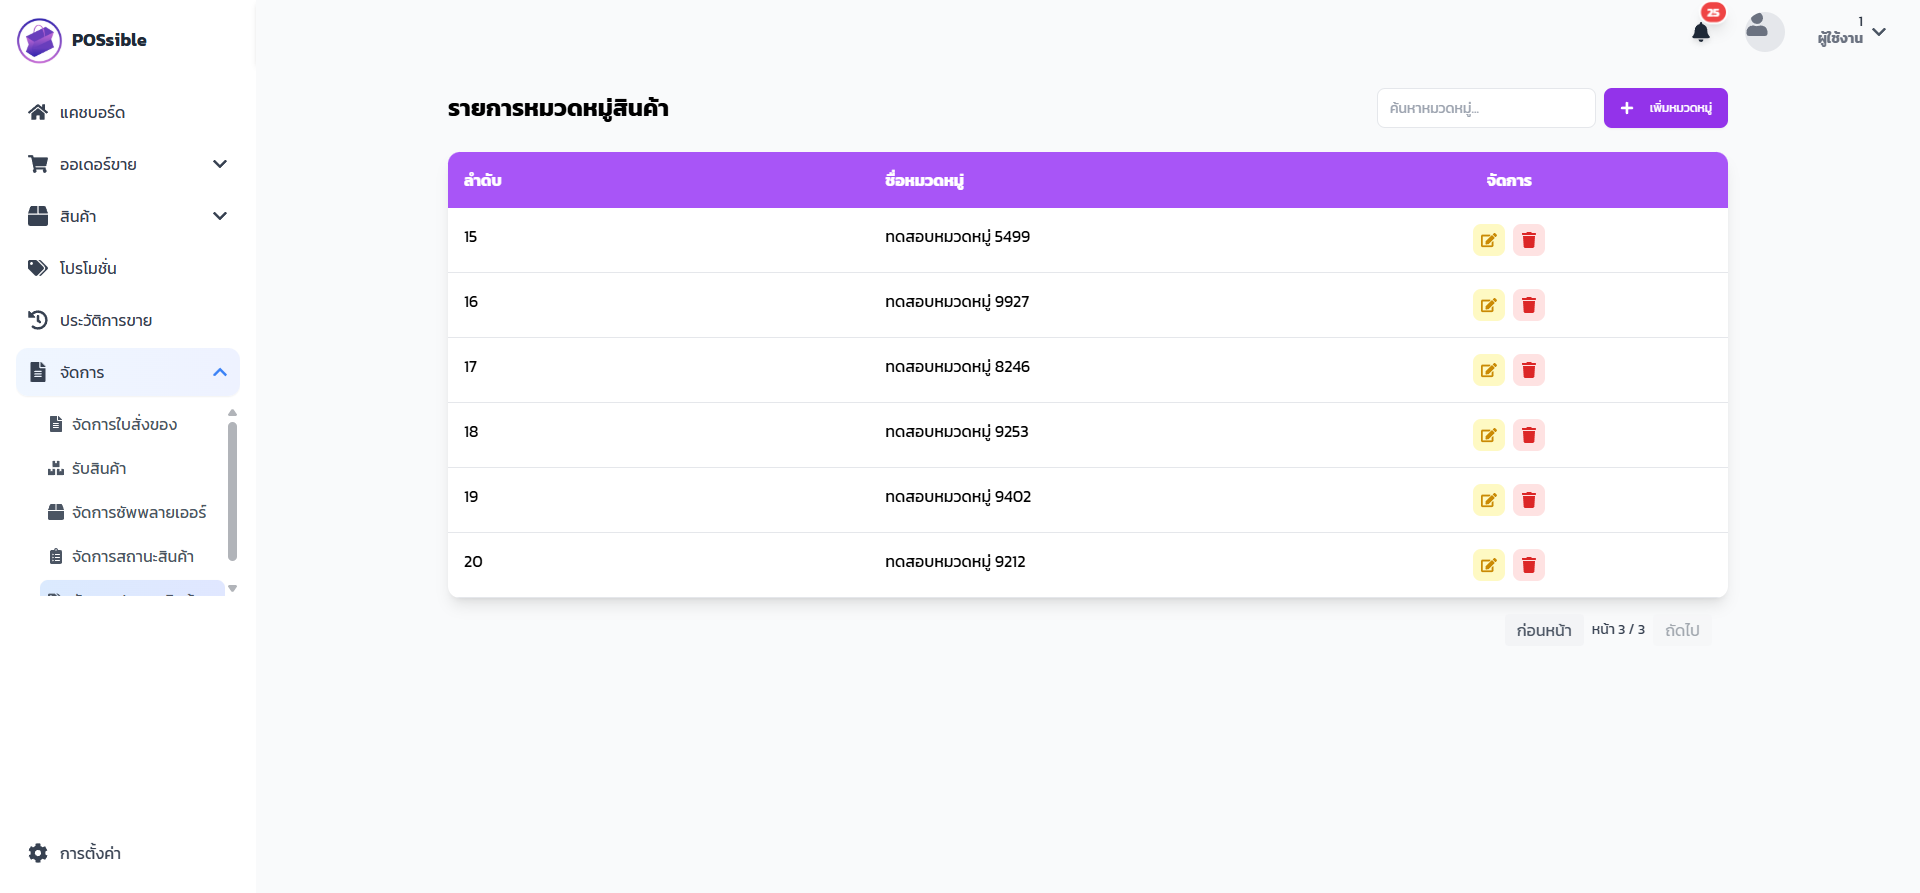 POSsible
แคชบอร์ด
ออเดอร์ขาย
สินค้า
โปรโมชั่น
ประวัติการขาย
จัดการ
จัดการใบสั่งของ
รับสินค้า
จัดการซัพพลายเออร์
จัดการสถานะสินค้า
การตั้งค่า
25
1
ผู้ใช้งาน
รายการหมวดหมู่สินค้า
ค้นหาหมวดหมู่...
เพิ่มหมวดหมู่
ลำดับ ชื่อหมวดหมู่ จัดการ
15 ทดสอบหมวดหมู่ 5499
16 ทดสอบหมวดหมู่ 9927
17 ทดสอบหมวดหมู่ 8246
18 ทดสอบหมวดหมู่ 9253
19 ทดสอบหมวดหมู่ 9402
20 ทดสอบหมวดหมู่ 9212
ก่อนหน้า หน้า 3 / 3 ถัดไป